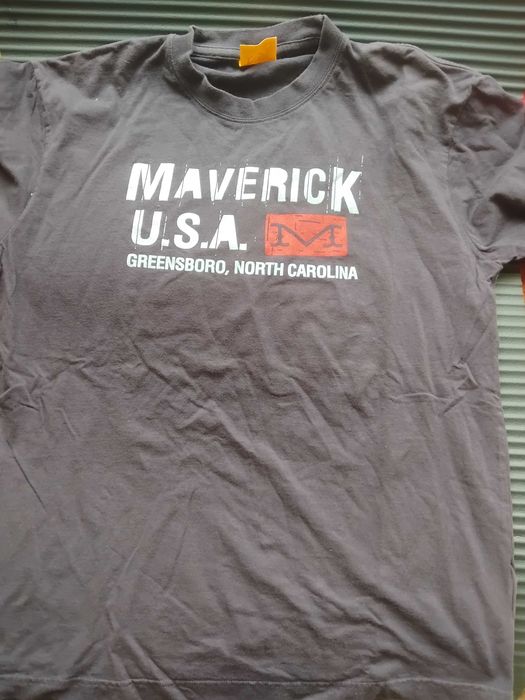 MAVERICK
U.S.A. M
GREENSBORO, NORTH CAROLINA